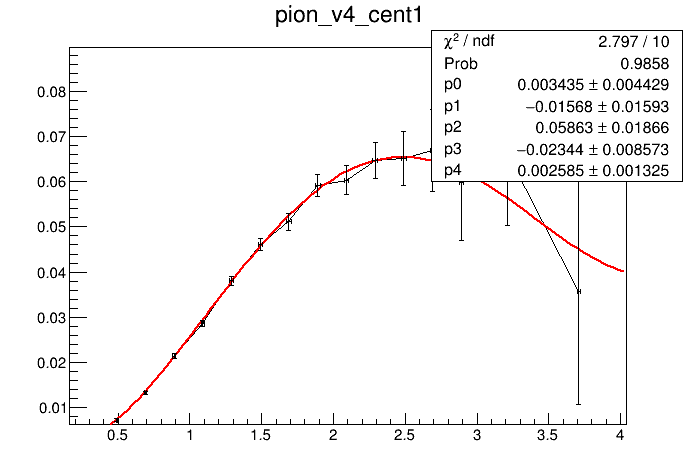 pion_v4_cent1
χ² / ndf 2.797 / 10
Prob 0.9858
p0 0.003435 ± 0.004429
p1 −0.01568 ± 0.01593
p2 0.05863 ± 0.01866
p3 −0.02344 ± 0.008573
p4 0.002585 ± 0.001325
0.08
0.07
0.06
0.05
0.04
0.03
0.02
0.01
0.5 1 1.5 2 2.5 3 3.5 4